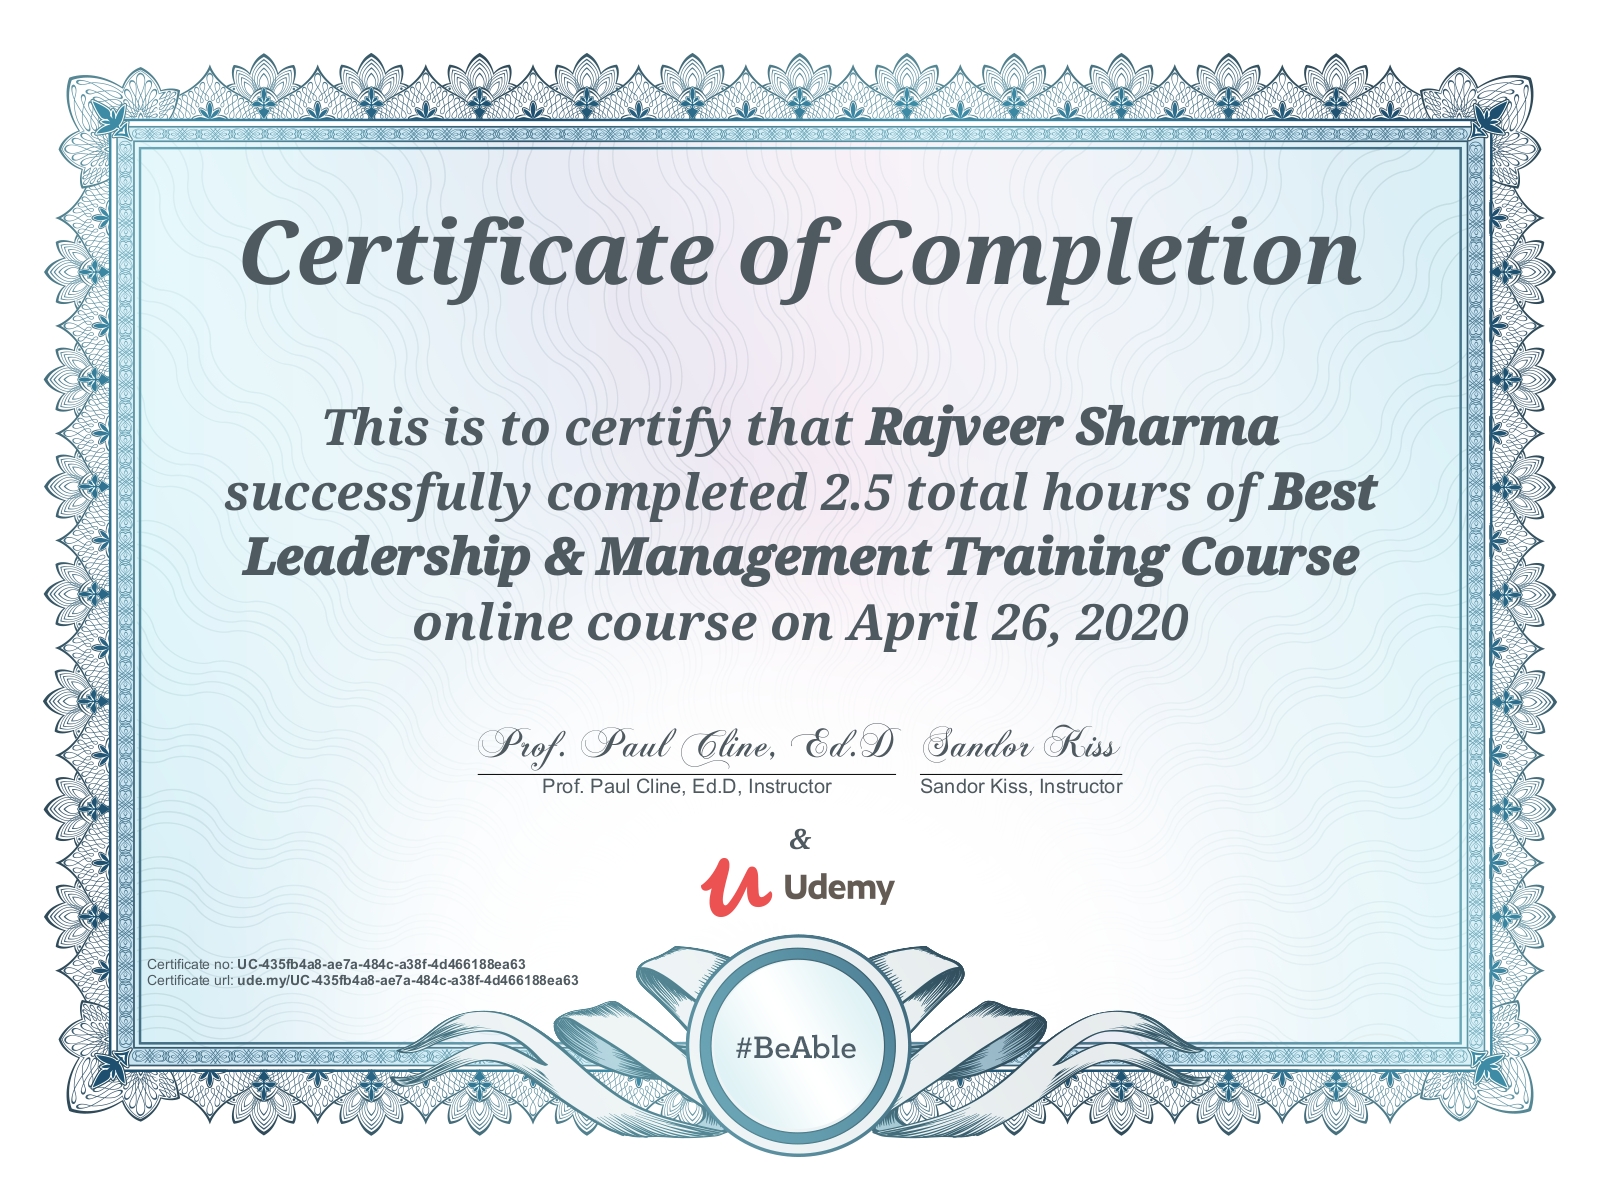 Certificate of Completion
This is to certify that Rajveer Sharma
successfully completed 2.5 total hours of Best
Leadership & Management Training Course
online course on April 26, 2020
Prof. Paul Cline, Ed.D Sandor Kiss
Prof. Paul Cline, Ed.D, Instructor Sandor Kiss, Instructor
&
Udemy
Certificate no: UC-435fb4a8-ae7a-484c-a38f-4d466188ea63
Certificate url: ude.my/UC-435fb4a8-ae7a-484c-a38f-4d466188ea63
#BeAble